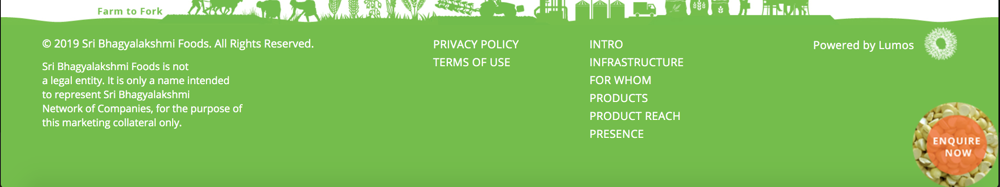 Farm to Fork
© 2019 Sri Bhagyalakshmi Foods. All Rights Reserved.
Sri Bhagyalakshmi Foods is not
a legal entity. It is only a name intended
to represent Sri Bhagyalakshmi
Network of Companies, for the purpose of
this marketing collateral only.
PRIVACY POLICY
TERMS OF USE
INTRO
INFRASTRUCTURE
FOR WHOM
PRODUCTS
PRODUCT REACH
PRESENCE
Powered by Lumos
ENQUIRE
NOW